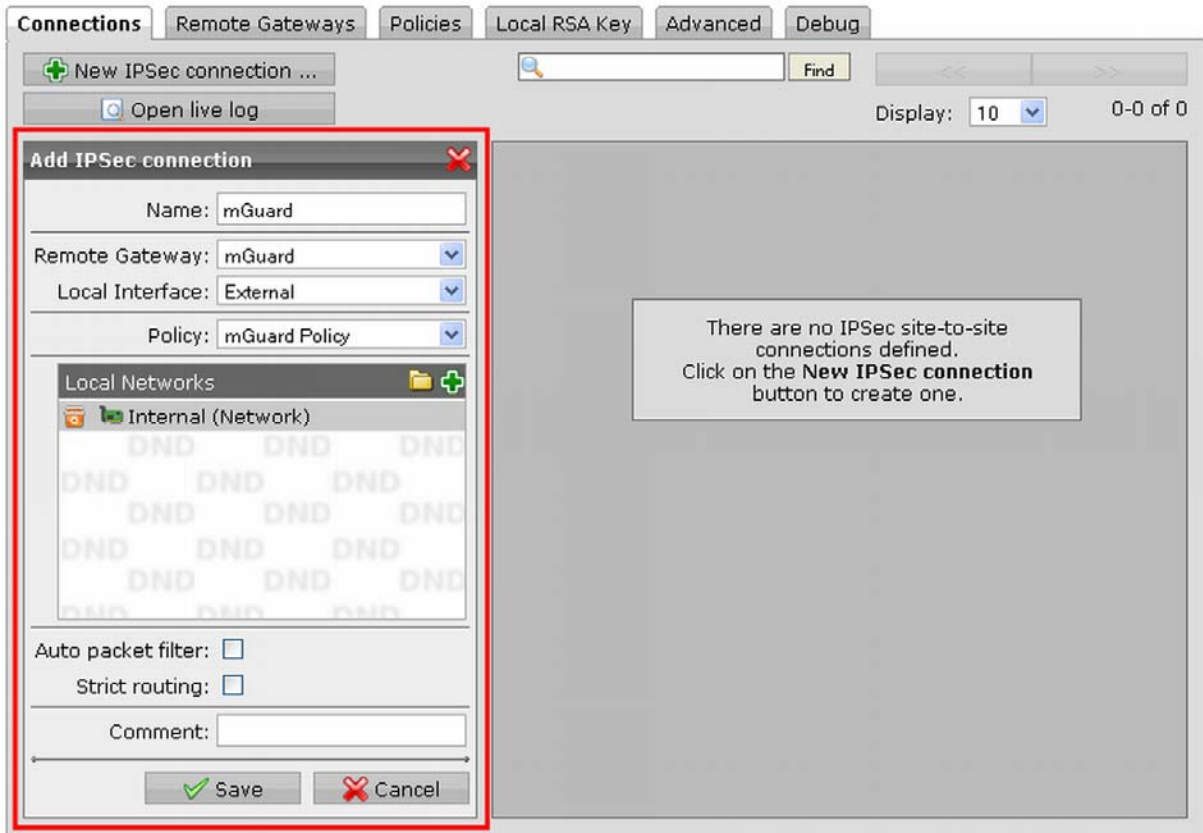 Connections Remote Gateways Policies Local RSA Key Advanced Debug
New IPSec connection ... Find << >>
Open live log Display: 10 0-0 of 0
Add IPSec connection
Name: mGuard
Remote Gateway: mGuard
Local Interface: External
Policy: mGuard Policy
Local Networks
Internal (Network)
DND DND DND
DND DND DND
DND DND DND
DND DND DND
DND DND DND
DND DND DND
Auto packet filter:
Strict routing:
Comment:
Save Cancel
There are no IPSec site-to-site
connections defined.
Click on the New IPSec connection
button to create one.